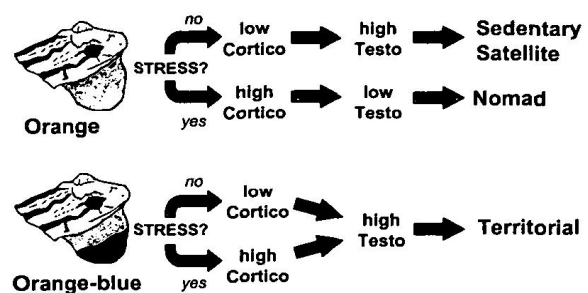 no
low
Cortico
high
Testo
Sedentary
Satellite
STRESS?
Orange
yes
high
Cortico
low
Testo
Nomad
no
low
Cortico
STRESS?
high
Testo
Territorial
Orange-blue
yes
high
Cortico